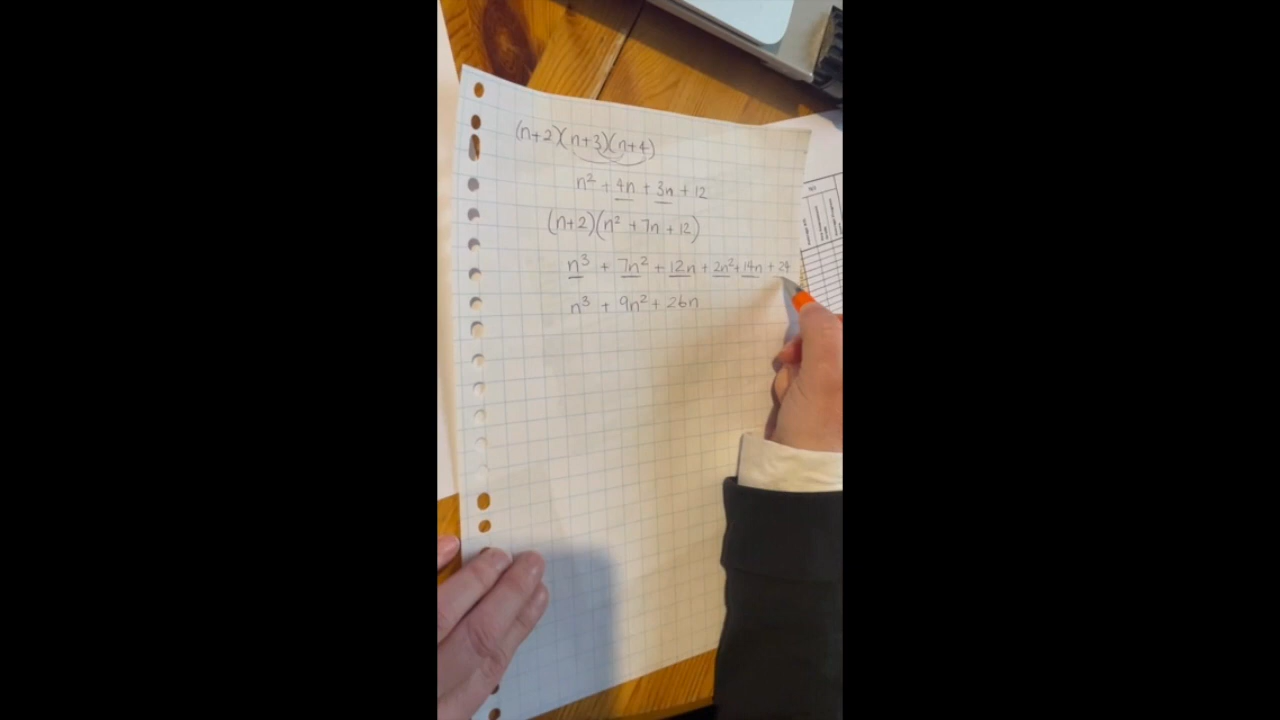 (n+2)(n+3)(n+4)
n² + 4n + 3n + 12
(n+2)(n² + 7n + 12)
n³ + 7n² + 12n + 2n² + 14n + 24
n³ + 9n² + 26n